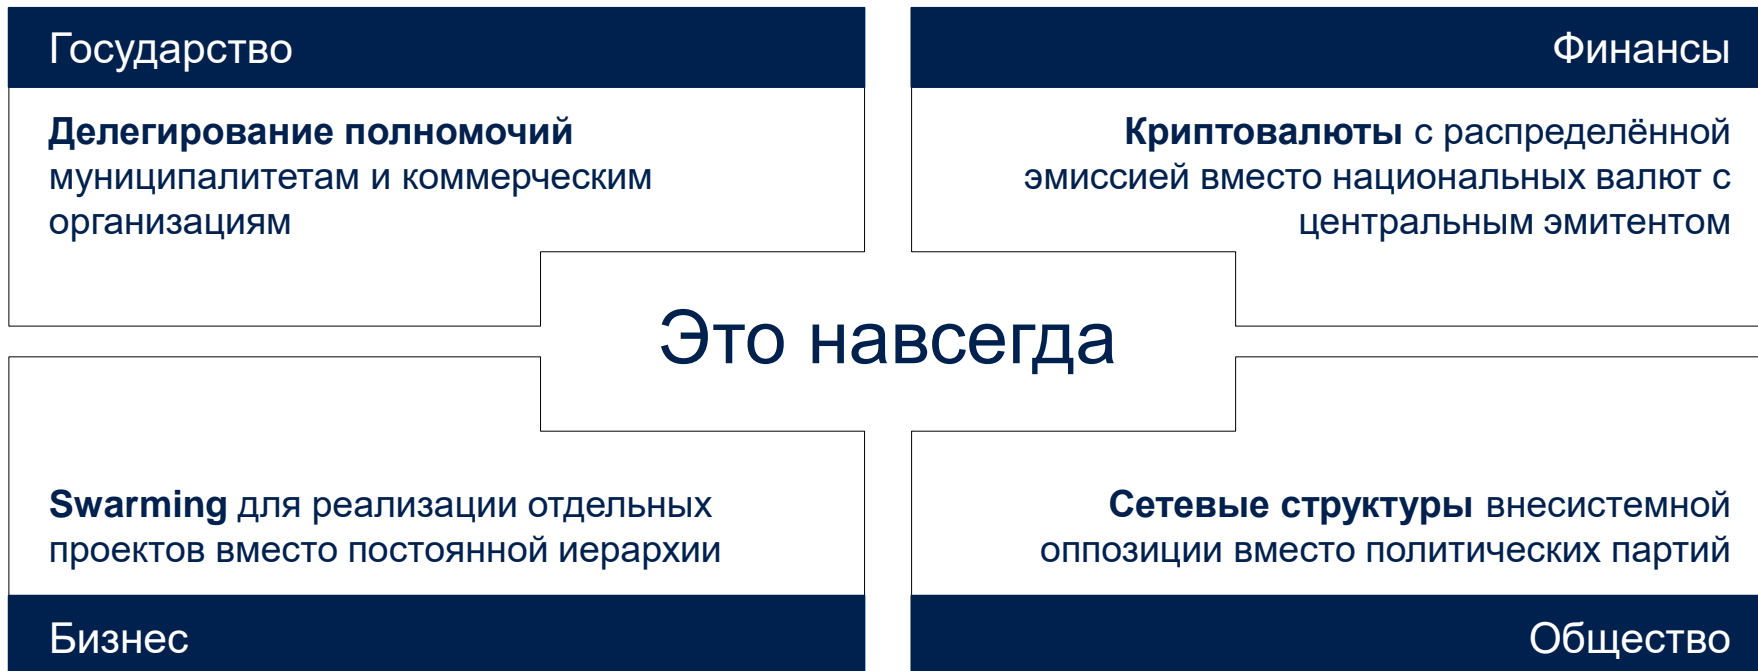 Государство
Делегирование полномочий
муниципалитетам и коммерческим
организациям
Финансы
Криптовалюты с распределённой
эмиссией вместо национальных валют с
центральным эмитентом
Это навсегда
Swarming для реализации отдельных
проектов вместо постоянной иерархии
Бизнес
Сетевые структуры внесистемной
оппозиции вместо политических партий
Общество